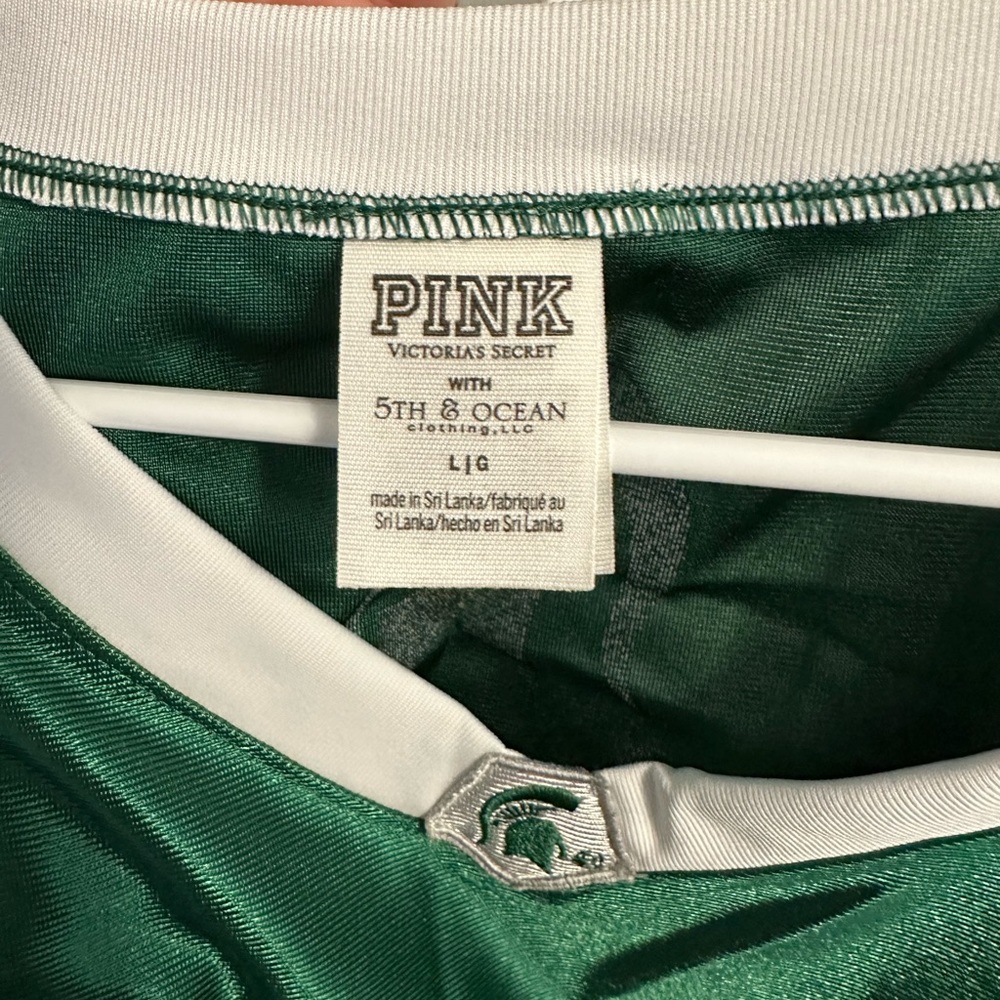 PINK
VICTORIA'S SECRET
WITH
5TH & OCEAN
clothing,LLC
L|G
made in Sri Lanka/fabriqué au
Sri Lanka/hecho en Sri Lanka